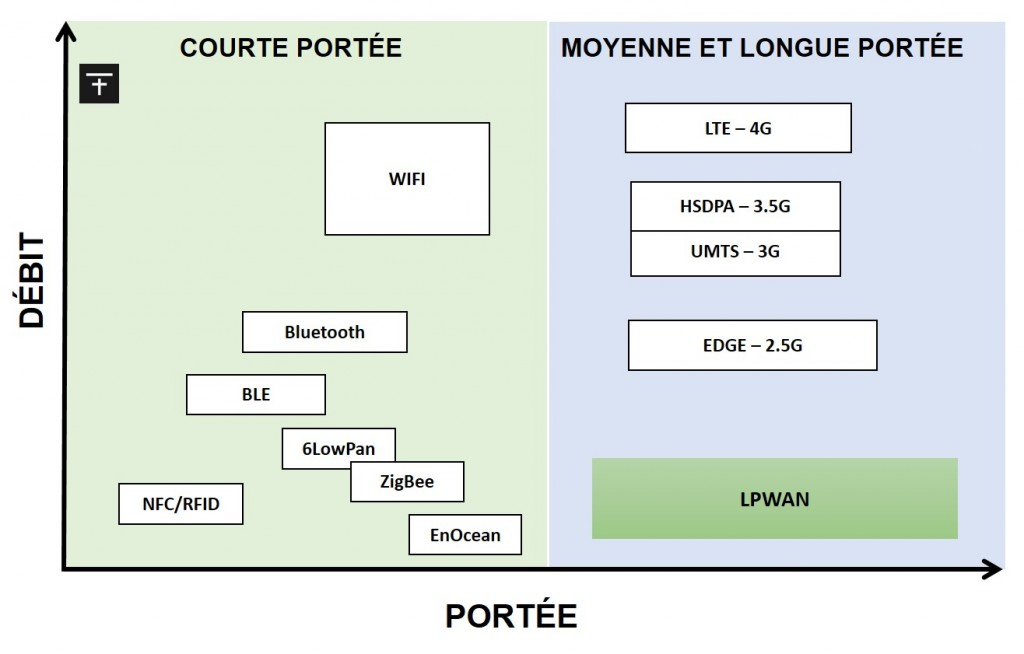 COURTE PORTÉE
MOYENNE ET LONGUE PORTÉE
LTE – 4G
WIFI
HSDPA – 3.5G
UMTS – 3G
DÉBIT
Bluetooth
EDGE – 2.5G
BLE
6LowPan
ZigBee
NFC/RFID
LPWAN
EnOcean
PORTÉE